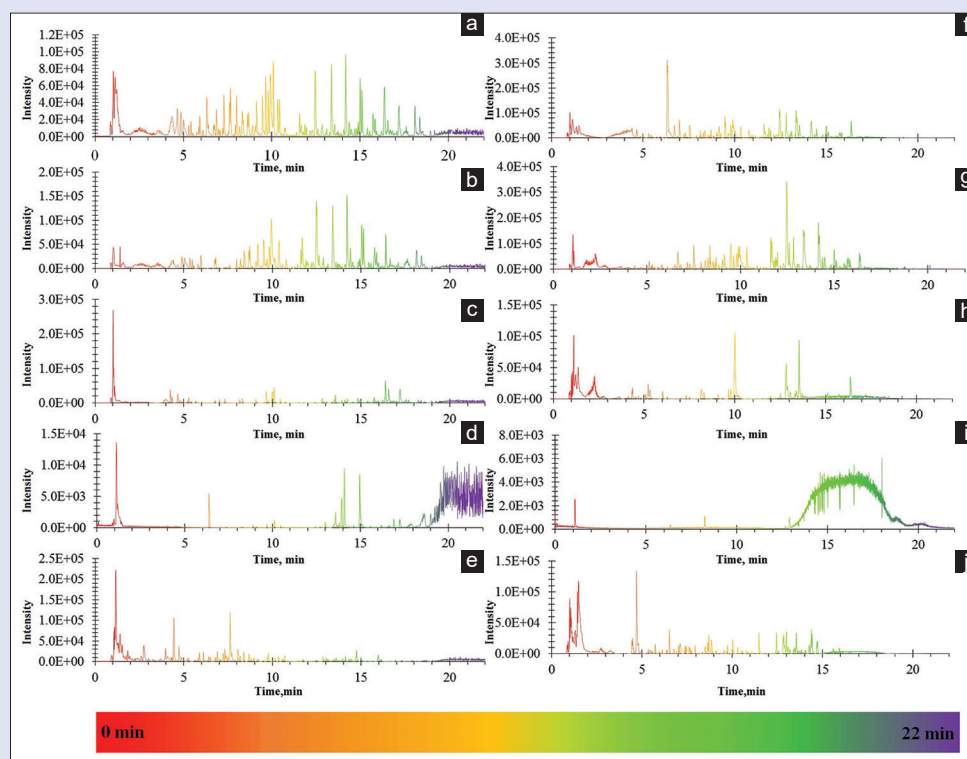 a
1.2E+05
1.0E+05
8.0E+04
6.0E+04
4.0E+04
2.0E+04
0.0E+00
Intensity
0 5 10 15 20
Time, min
b
2.0E+05
1.5E+05
1.0E+05
5.0E+04
0.0E+00
Intensity
0 5 10 15 20
Time, min
c
3.0E+05
2.0E+05
1.0E+05
0.0E+00
Intensity
0 5 10 15 20
Time, min
d
1.5E+04
1.0E+04
5.0E+03
0.0E+00
Intensity
0 5 10 15 20
Time, min
e
2.5E+05
2.0E+05
1.5E+05
1.0E+05
5.0E+04
0.0E+00
Intensity
0 5 10 15 20
Time,min
f
4.0E+05
3.0E+05
2.0E+05
1.0E+05
0.0E+00
Intensity
0 5 10 15 20
Time, min
g
4.0E+05
3.0E+05
2.0E+05
1.0E+05
0.0E+00
Intensity
0 5 10 15 20
Time, min
h
1.5E+05
1.0E+05
5.0E+04
0.0E+00
Intensity
0 5 10 15 20
Time, min
i
8.0E+03
6.0E+03
4.0E+03
2.0E+03
0.0E+00
Intensity
0 5 10 15 20
Time, min
j
1.5E+05
1.0E+05
5.0E+04
0.0E+00
Intensity
0 5 10 15 20
Time,min
0 min 22 min